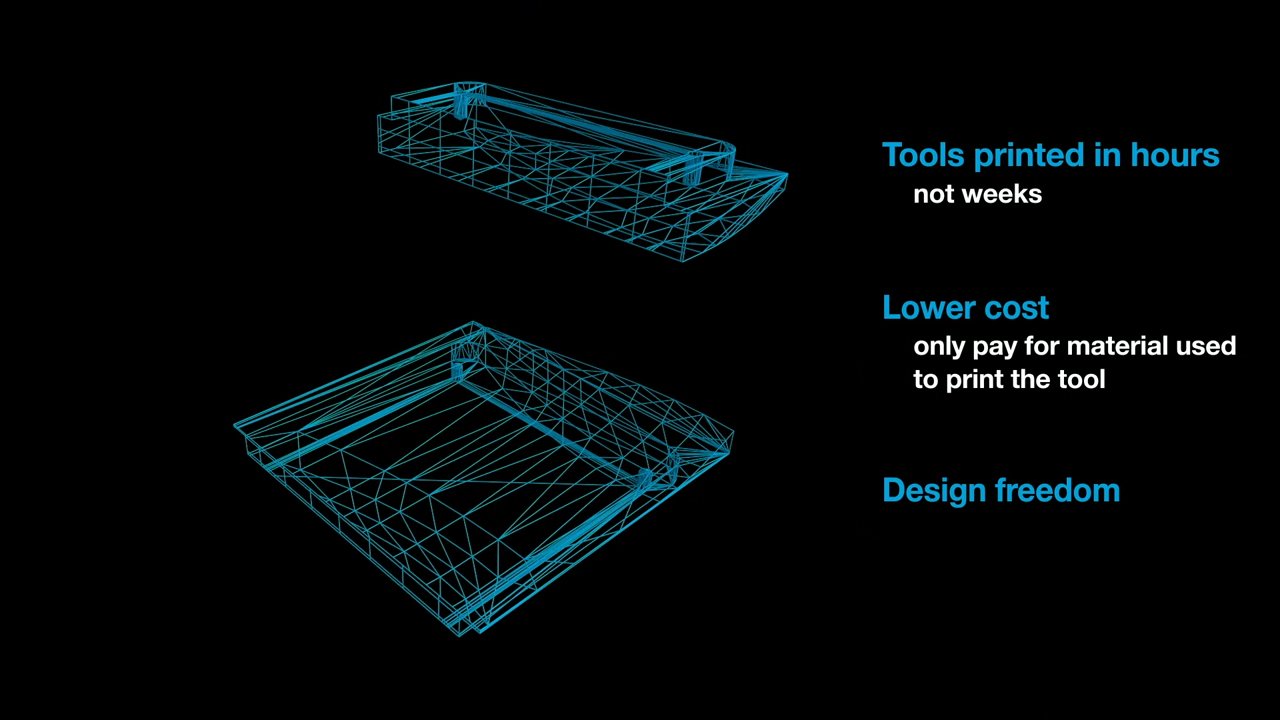 Tools printed in hours
not weeks
Lower cost
only pay for material used
to print the tool
Design freedom